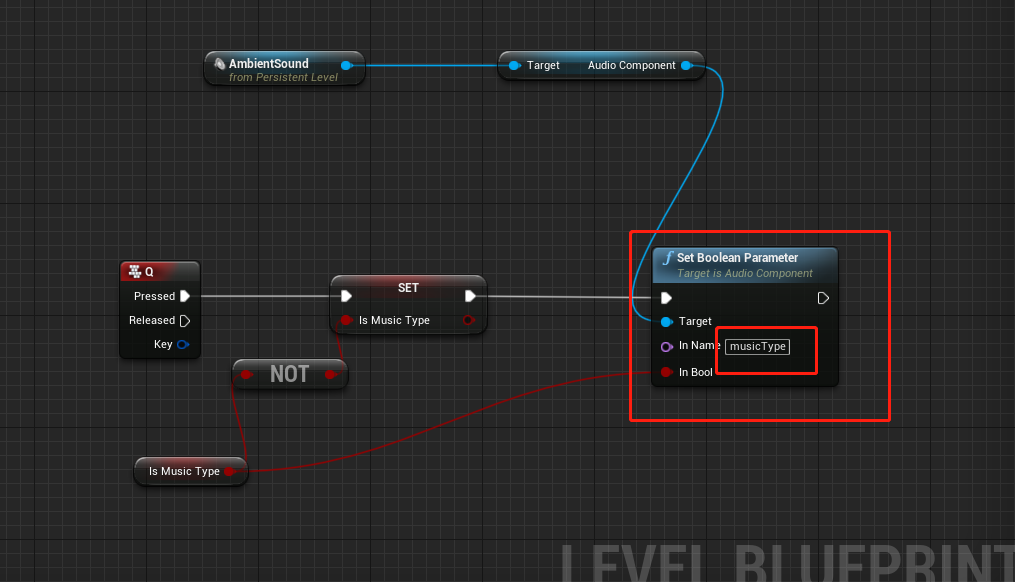 AmbientSound
from Persistent Level
Target
Audio Component
Q
Pressed
Released
Key
SET
Is Music Type
NOT
Is Music Type
Set Boolean Parameter
Target is Audio Component
Target
In Name musicType
In Bool
LEVEL BLUEPRINT